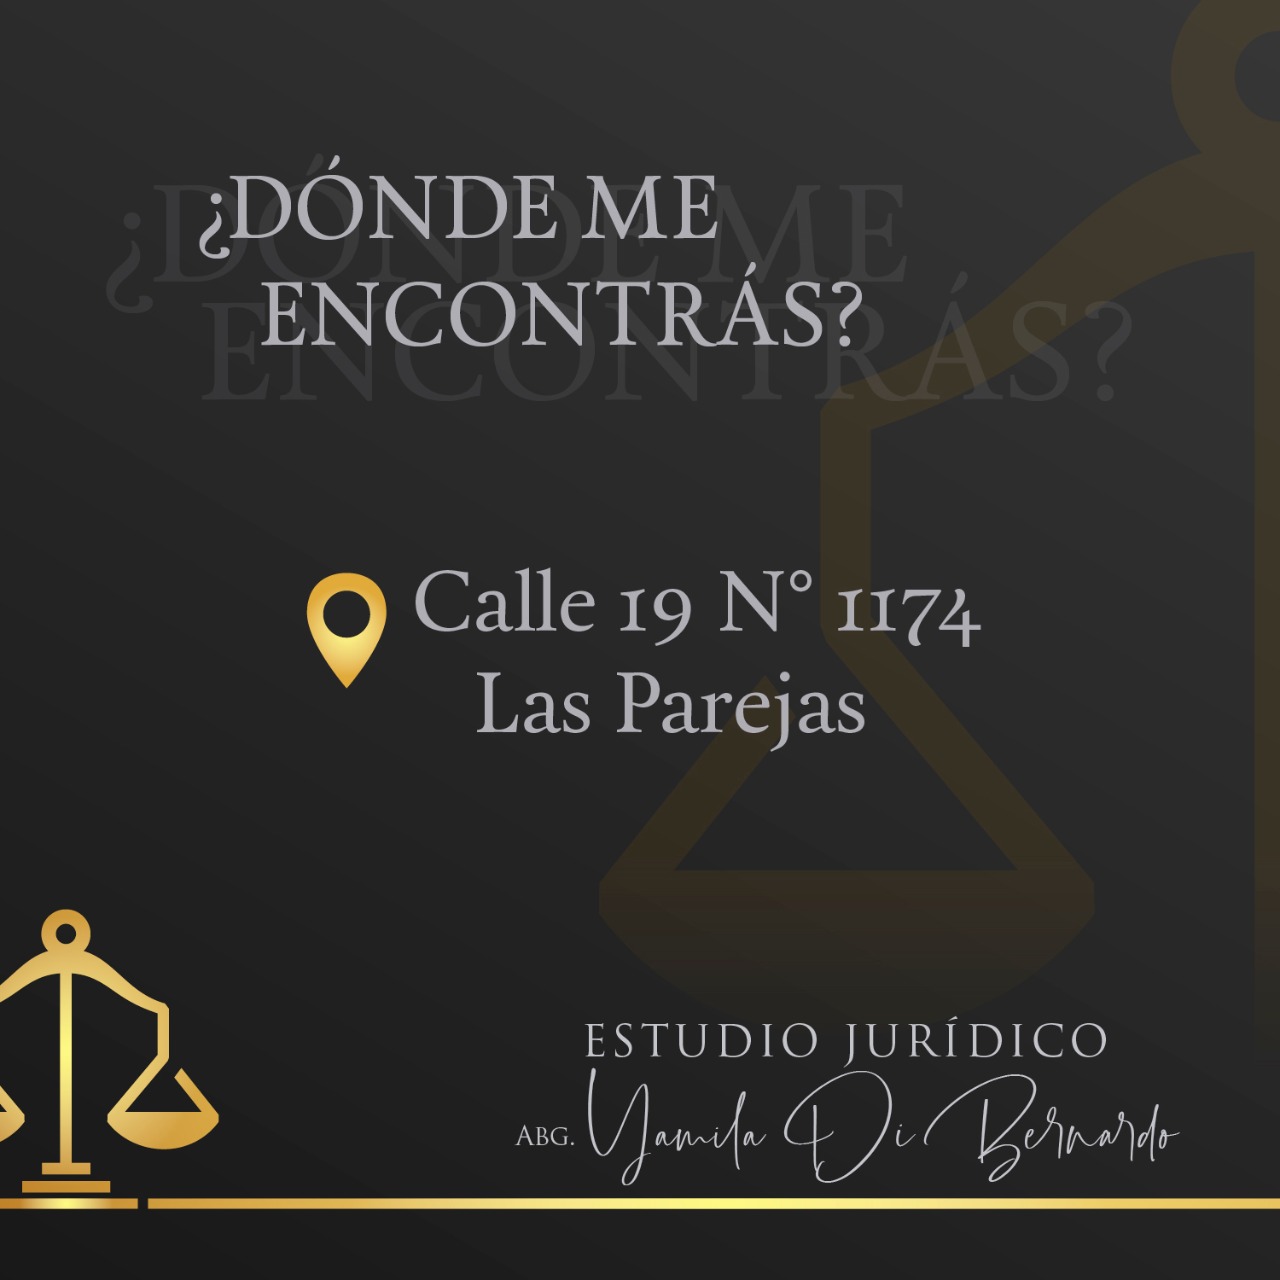 ¿DÓNDE ME
ENCONTRÁS?
Calle 19 N° 1174
Las Parejas
ESTUDIO JURÍDICO
ABG. Yamila Di Bernardo